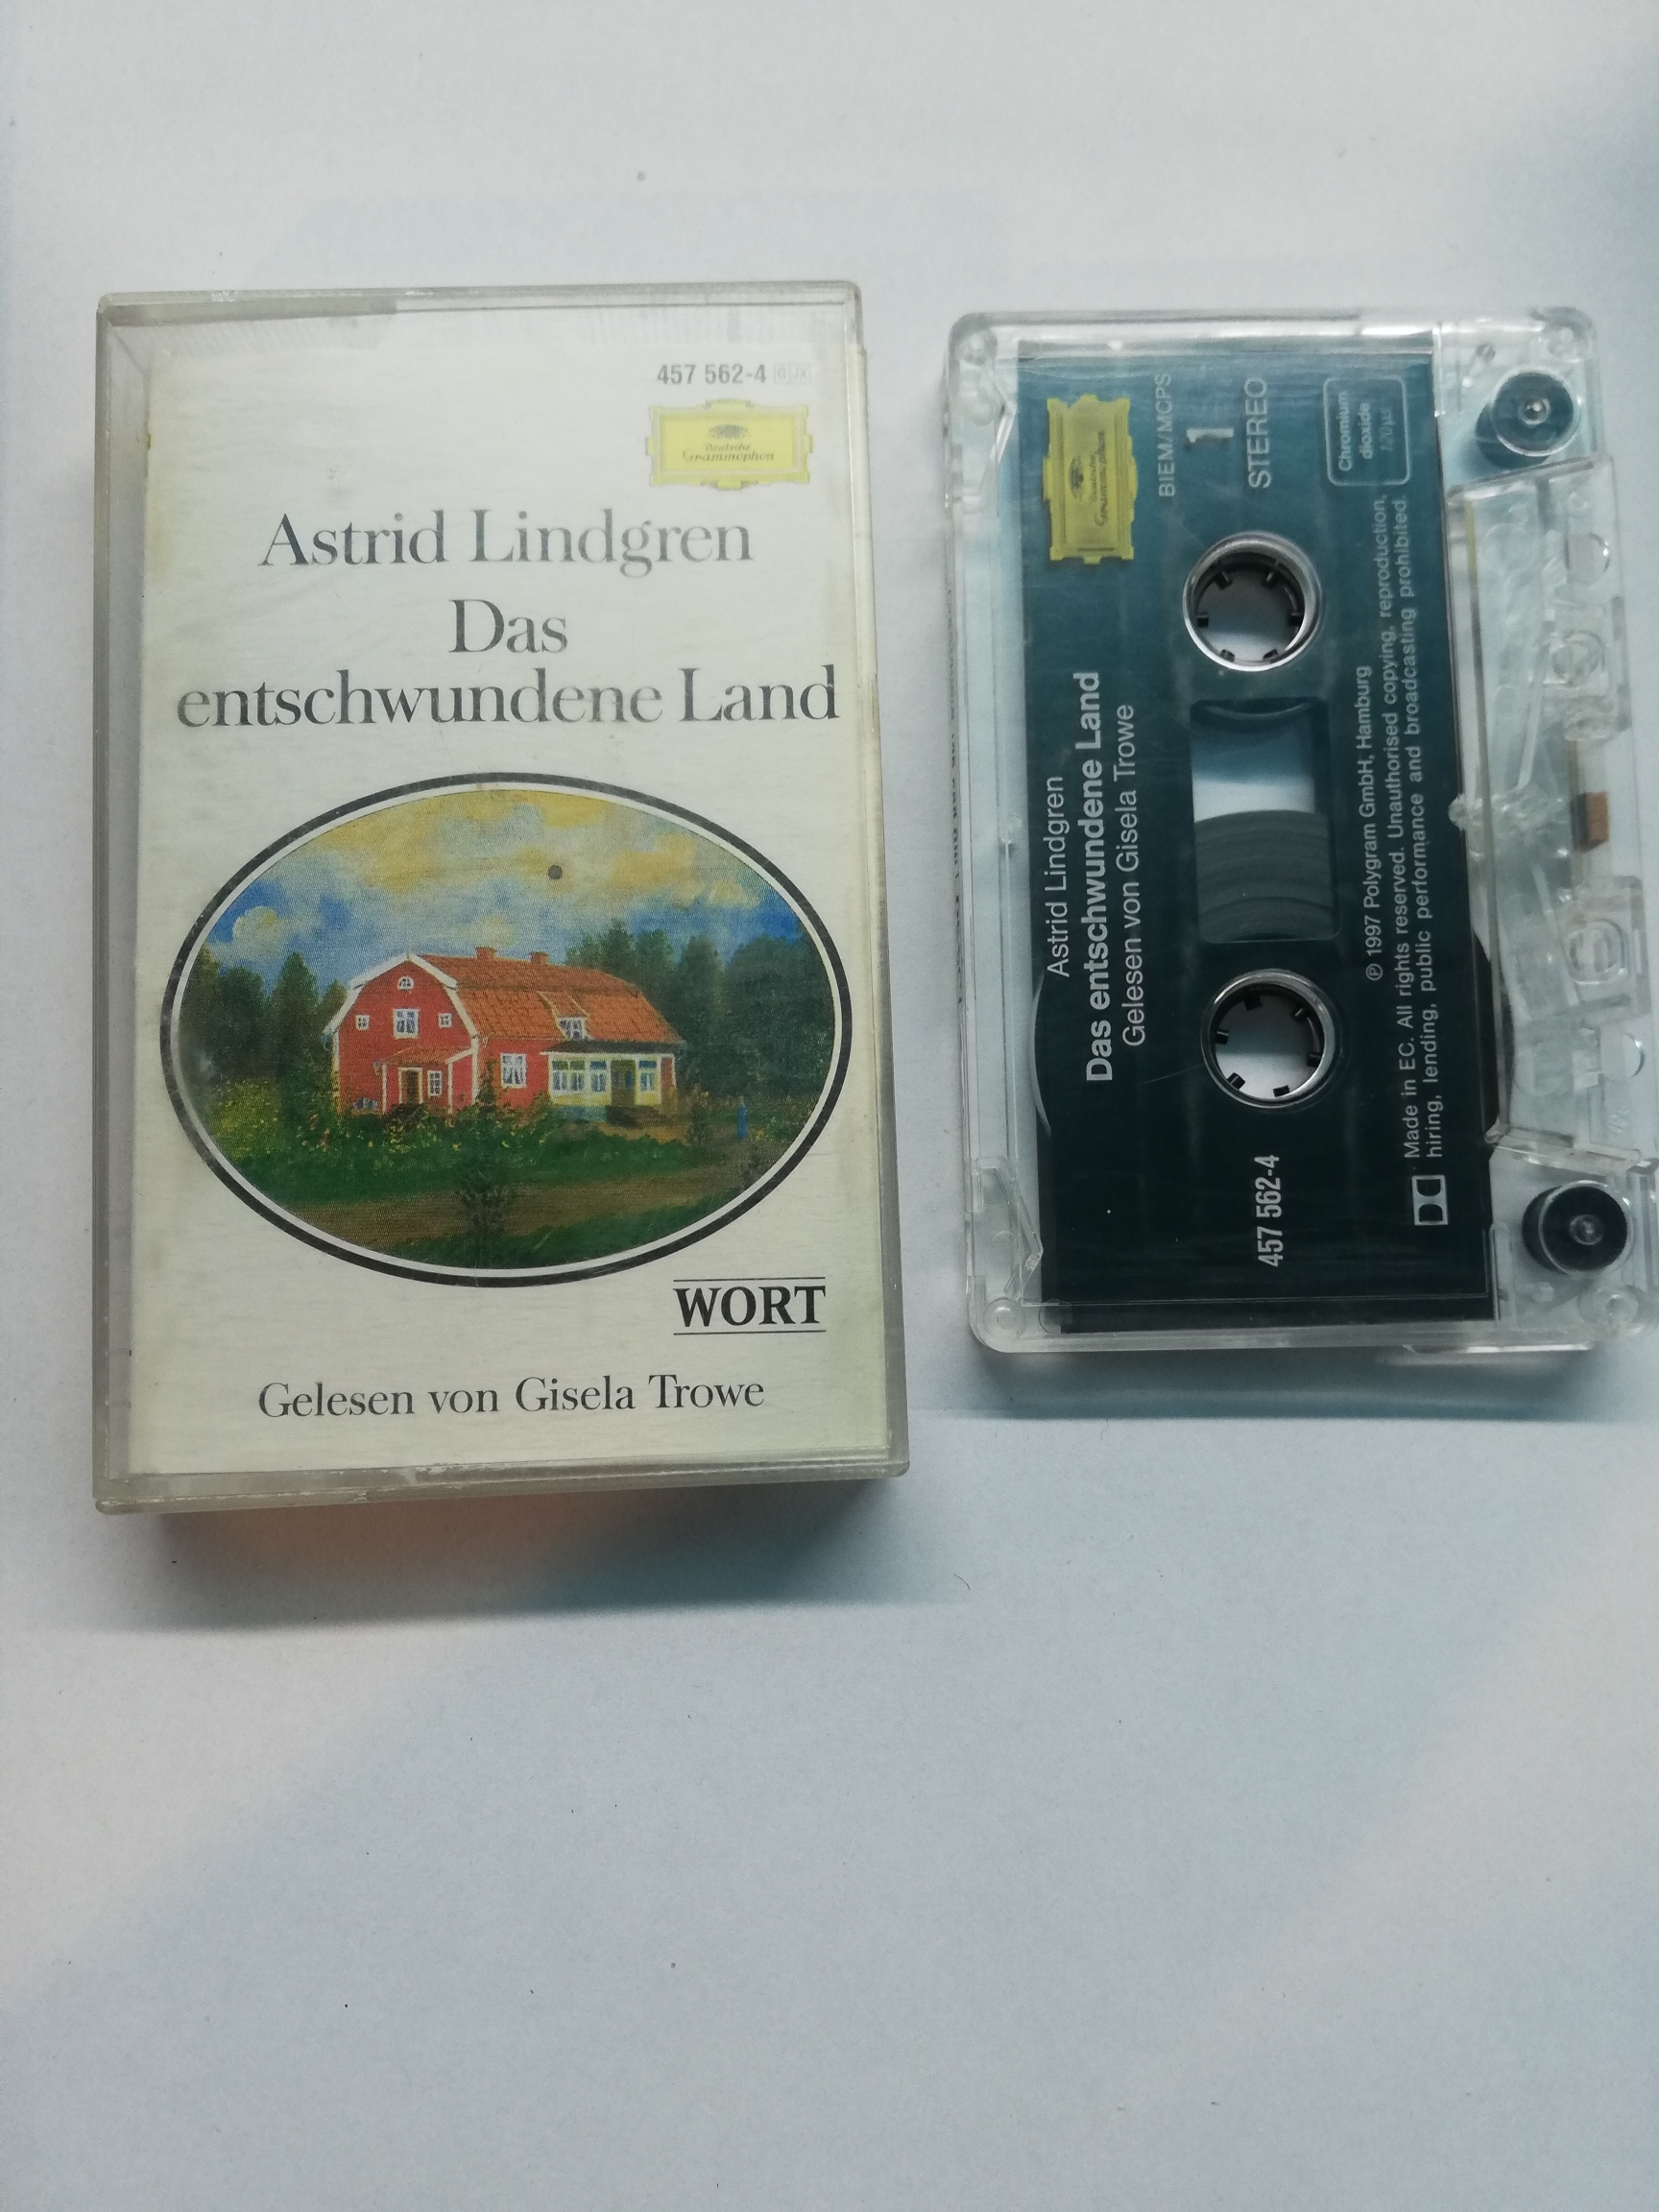 457 562-4 GJX
Deutsche
Grammophon
Astrid Lindgren
Das
entschwundene Land
WORT
Gelesen von Gisela Trowe
Deutsche
Grammophon
BIEM/MCPS
1
STEREO
Chromium
dioxide
120µs
Astrid Lindgren
Das entschwundene Land
Gelesen von Gisela Trowe
457 562-4
℗ 1997 Polygram GmbH, Hamburg
Made in EC. All rights reserved. Unauthorised copying, reproduction,
hiring, lending, public performance and broadcasting prohibited.